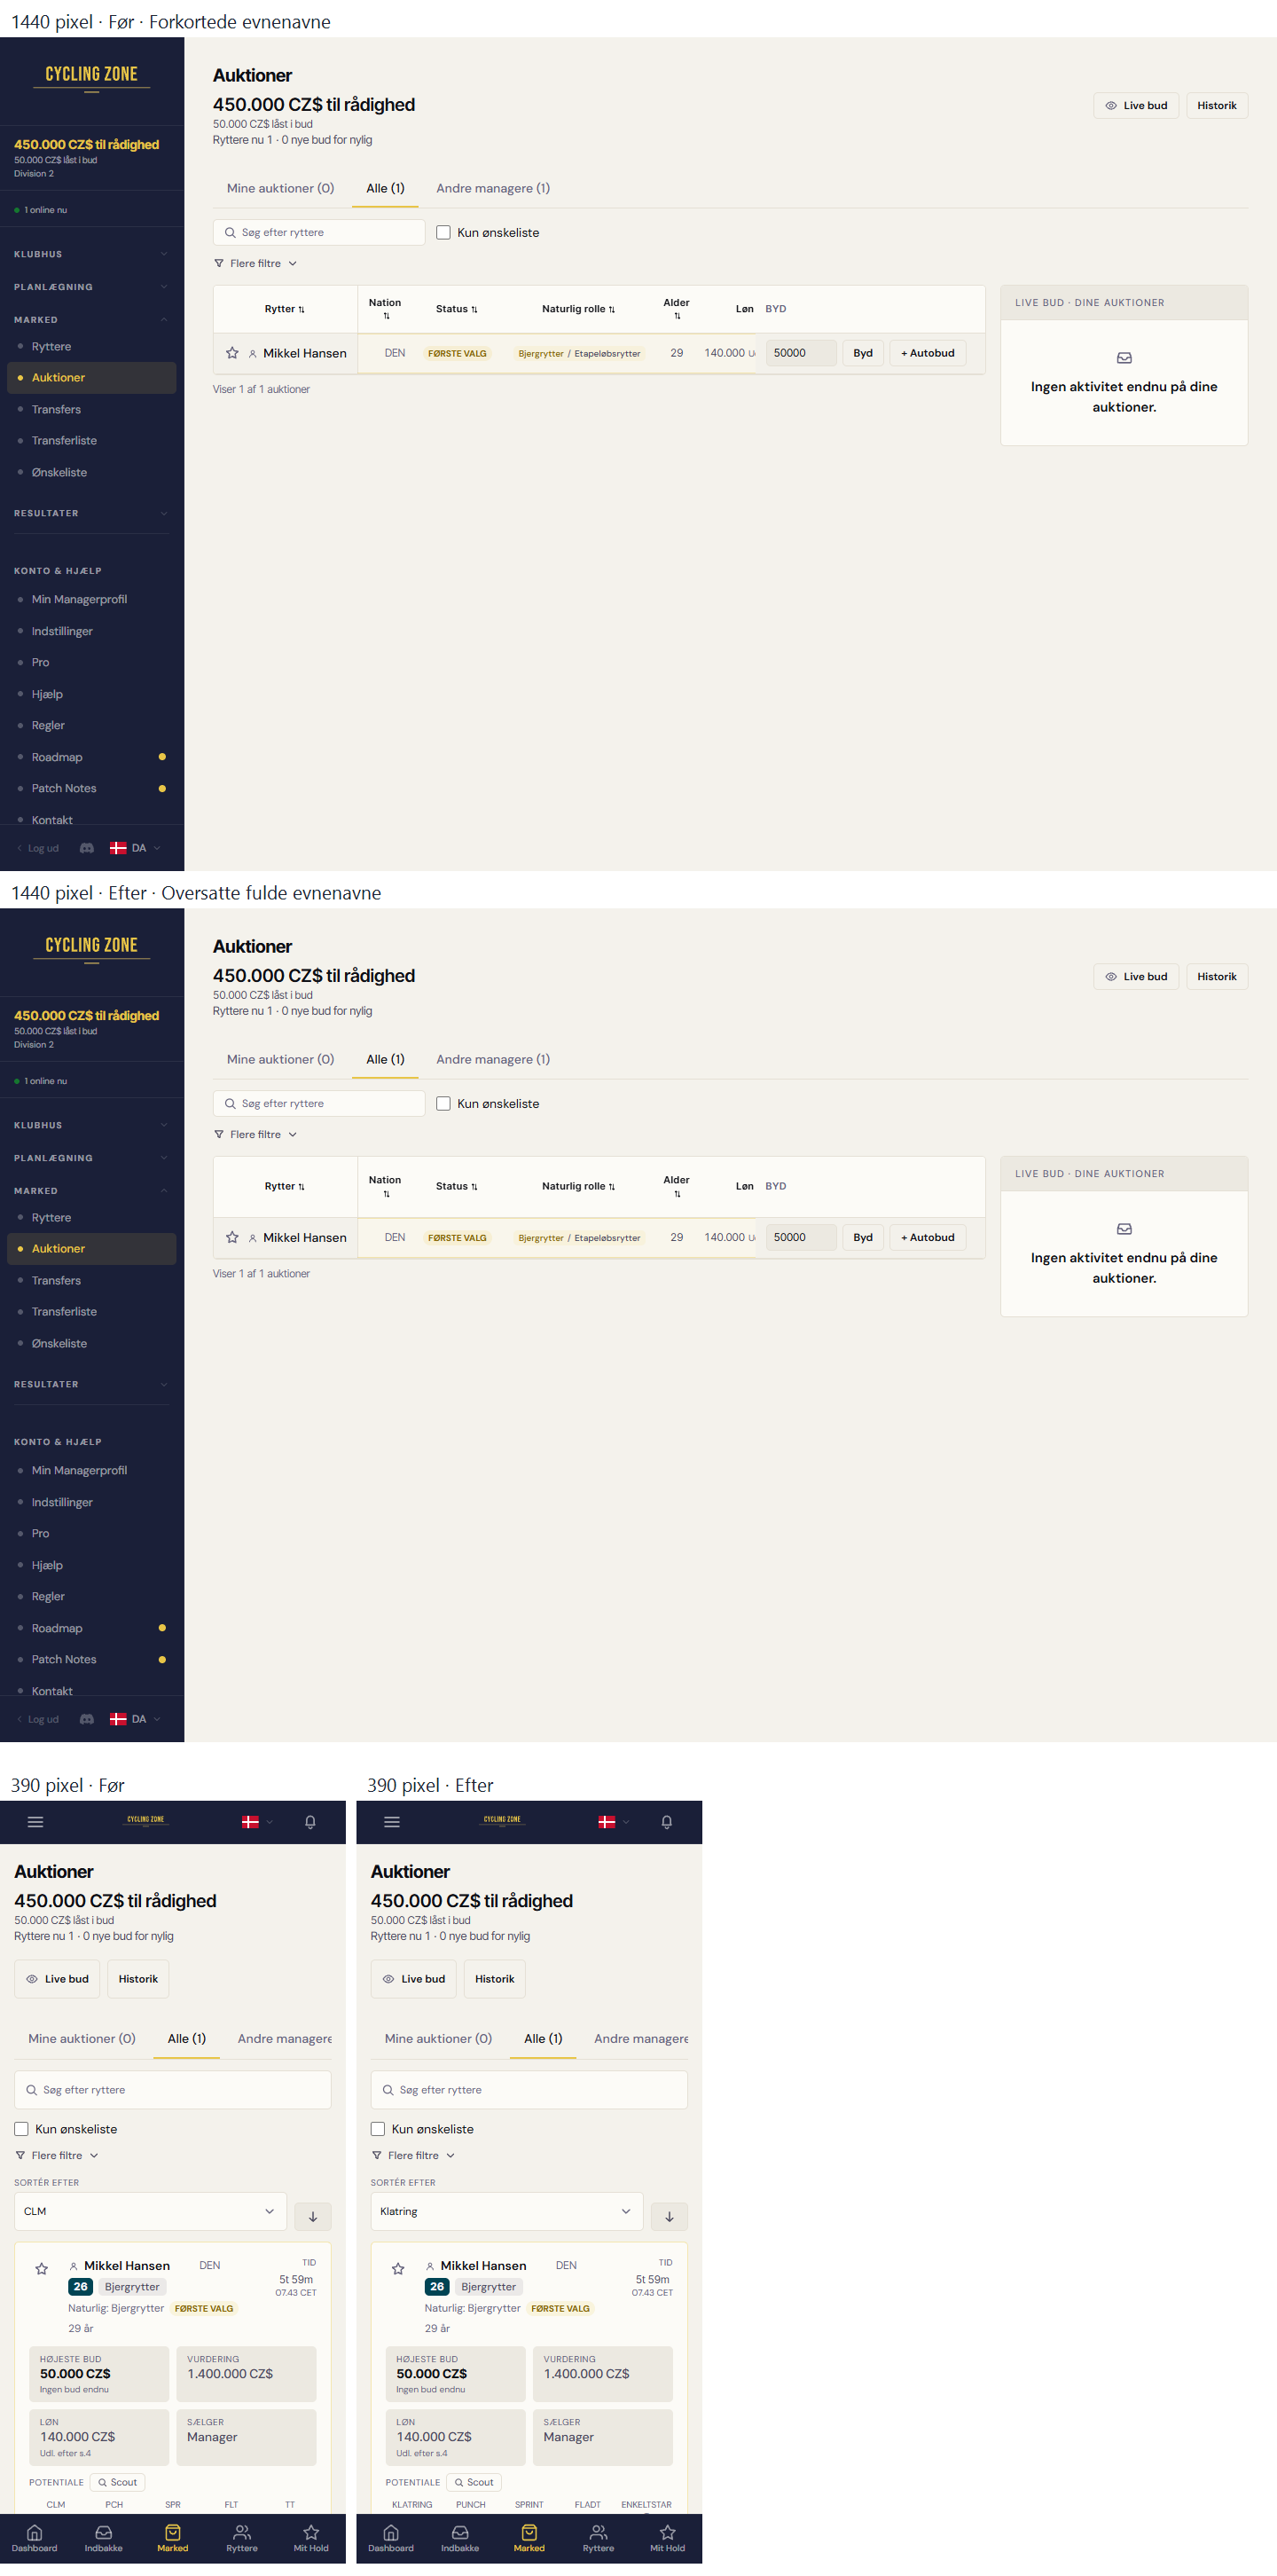 1440 pixel · Før · Forkortede evnenavne
CYCLING ZONE
450.000 CZ$ til rådighed
50.000 CZ$ låst i bud
Division 2
1 online nu
KLUBHUS
PLANLÆGNING
MARKED
Ryttere
Auktioner
Transfers
Transferliste
Ønskeliste
RESULTATER
KONTO & HJÆLP
Min Managerprofil
Indstillinger
Pro
Hjælp
Regler
Roadmap
Patch Notes
Kontakt
Log ud DA
Auktioner
450.000 CZ$ til rådighed
50.000 CZ$ låst i bud
Ryttere nu 1 · 0 nye bud for nylig
Live bud Historik
Mine auktioner (0) Alle (1) Andre managere (1)
Søg efter ryttere Kun ønskeliste
Flere filtre
Rytter Nation Status Naturlig rolle Alder Løn BYD
Mikkel Hansen DEN FØRSTE VALG Bjergrytter / Etapeløbsrytter 29 140.000 50000 Byd + Autobud
Viser 1 af 1 auktioner
LIVE BUD · DINE AUKTIONER
Ingen aktivitet endnu på dine
auktioner.
1440 pixel · Efter · Oversatte fulde evnenavne
CYCLING ZONE
450.000 CZ$ til rådighed
50.000 CZ$ låst i bud
Division 2
1 online nu
KLUBHUS
PLANLÆGNING
MARKED
Ryttere
Auktioner
Transfers
Transferliste
Ønskeliste
RESULTATER
KONTO & HJÆLP
Min Managerprofil
Indstillinger
Pro
Hjælp
Regler
Roadmap
Patch Notes
Kontakt
Log ud DA
Auktioner
450.000 CZ$ til rådighed
50.000 CZ$ låst i bud
Ryttere nu 1 · 0 nye bud for nylig
Live bud Historik
Mine auktioner (0) Alle (1) Andre managere (1)
Søg efter ryttere Kun ønskeliste
Flere filtre
Rytter Nation Status Naturlig rolle Alder Løn BYD
Mikkel Hansen DEN FØRSTE VALG Bjergrytter / Etapeløbsrytter 29 140.000 50000 Byd + Autobud
Viser 1 af 1 auktioner
LIVE BUD · DINE AUKTIONER
Ingen aktivitet endnu på dine
auktioner.
390 pixel · Før
CYCLING ZONE
Auktioner
450.000 CZ$ til rådighed
50.000 CZ$ låst i bud
Ryttere nu 1 · 0 nye bud for nylig
Live bud Historik
Mine auktioner (0) Alle (1) Andre managere
Søg efter ryttere
Kun ønskeliste
Flere filtre
SORTÉR EFTER
CLM
Mikkel Hansen DEN TID
26 Bjergrytter 5t 59m
07.43 CET
Naturlig: Bjergrytter FØRSTE VALG
29 år
HØJESTE BUD VURDERING
50.000 CZ$ 1.400.000 CZ$
Ingen bud endnu
LØN SÆLGER
140.000 CZ$ Manager
Udl. efter s.4
POTENTIALE Scout
CLM PCH SPR FLT TT
Dashboard Indbakke Marked Ryttere Mit Hold
390 pixel · Efter
CYCLING ZONE
Auktioner
450.000 CZ$ til rådighed
50.000 CZ$ låst i bud
Ryttere nu 1 · 0 nye bud for nylig
Live bud Historik
Mine auktioner (0) Alle (1) Andre managere
Søg efter ryttere
Kun ønskeliste
Flere filtre
SORTÉR EFTER
Klatring
Mikkel Hansen DEN TID
26 Bjergrytter 5t 59m
07.43 CET
Naturlig: Bjergrytter FØRSTE VALG
29 år
HØJESTE BUD VURDERING
50.000 CZ$ 1.400.000 CZ$
Ingen bud endnu
LØN SÆLGER
140.000 CZ$ Manager
Udl. efter s.4
POTENTIALE Scout
KLATRING PUNCH SPRINT FLADT ENKELTSTAR
Dashboard Indbakke Marked Ryttere Mit Hold